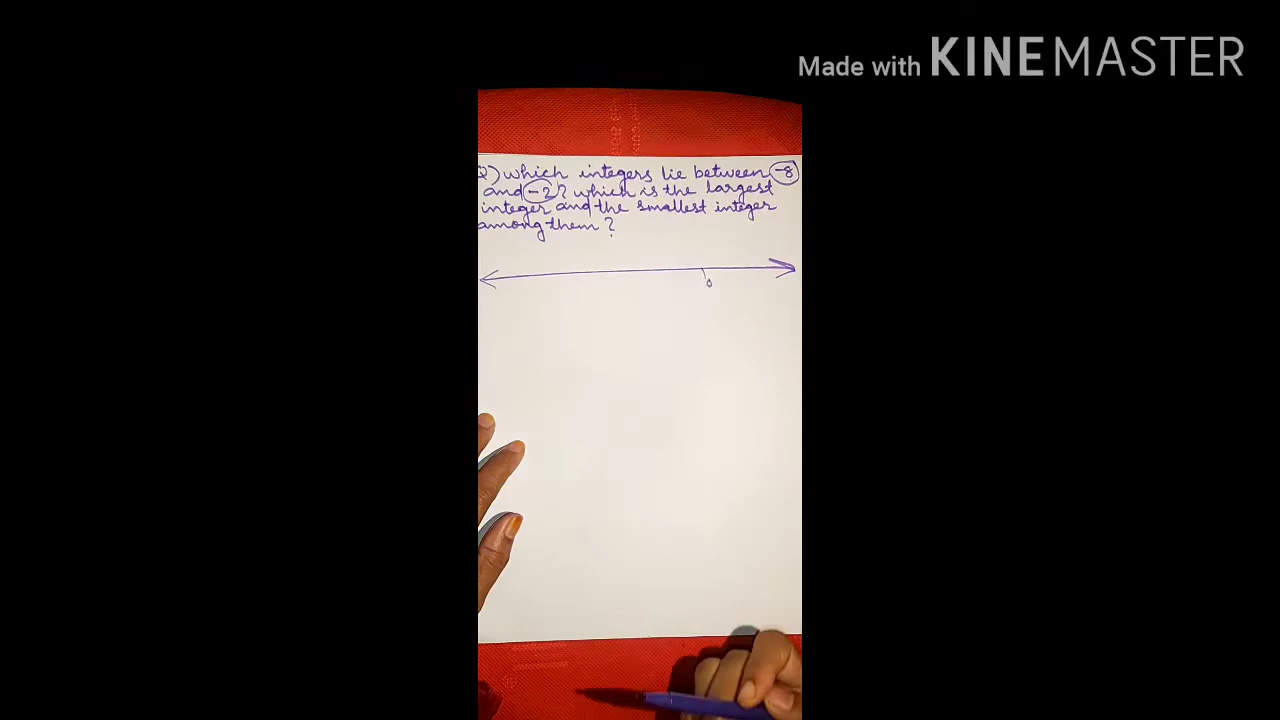 Made with KINEMASTER
Q) which integers lie between -8
and -2? which is the largest
integer and the smallest integer
among them?
0